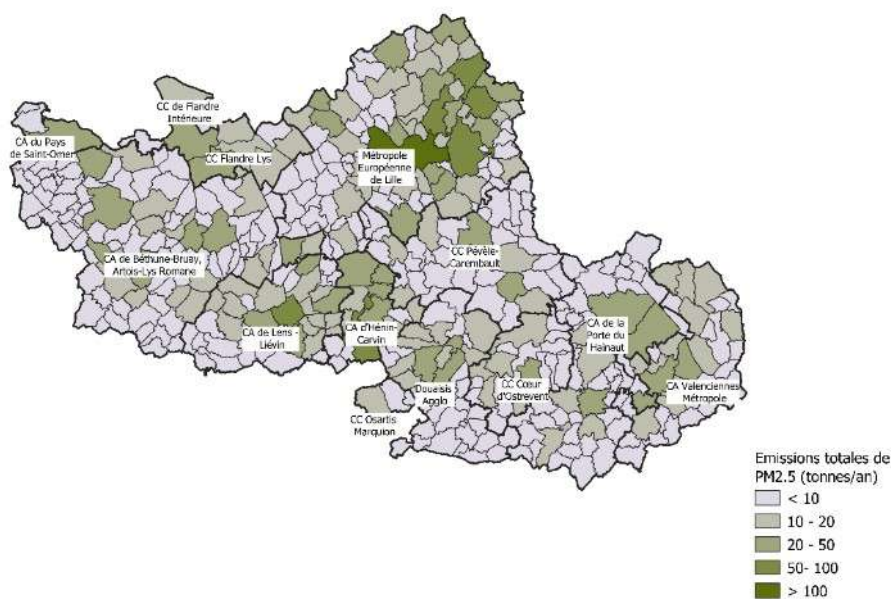 CC de Flandre
Intérieure
CA du Pays
de Saint-Omer
CC Flandre Lys
Métropole
Européenne
de Lille
CC Pévèle-
Carembault
CA de Béthune-Bruay,
Artois-Lys Romane
CA de Lens -
Liévin
CA d'Hénin-
Carvin
CA de la
Porte du
Hainaut
Douaisis
Agglo
CC Cœur
d'Ostrevent
CA Valenciennes
Métropole
CC Osartis
Marquion
Emissions totales de
PM2.5 (tonnes/an)
< 10
10 - 20
20 - 50
50- 100
> 100